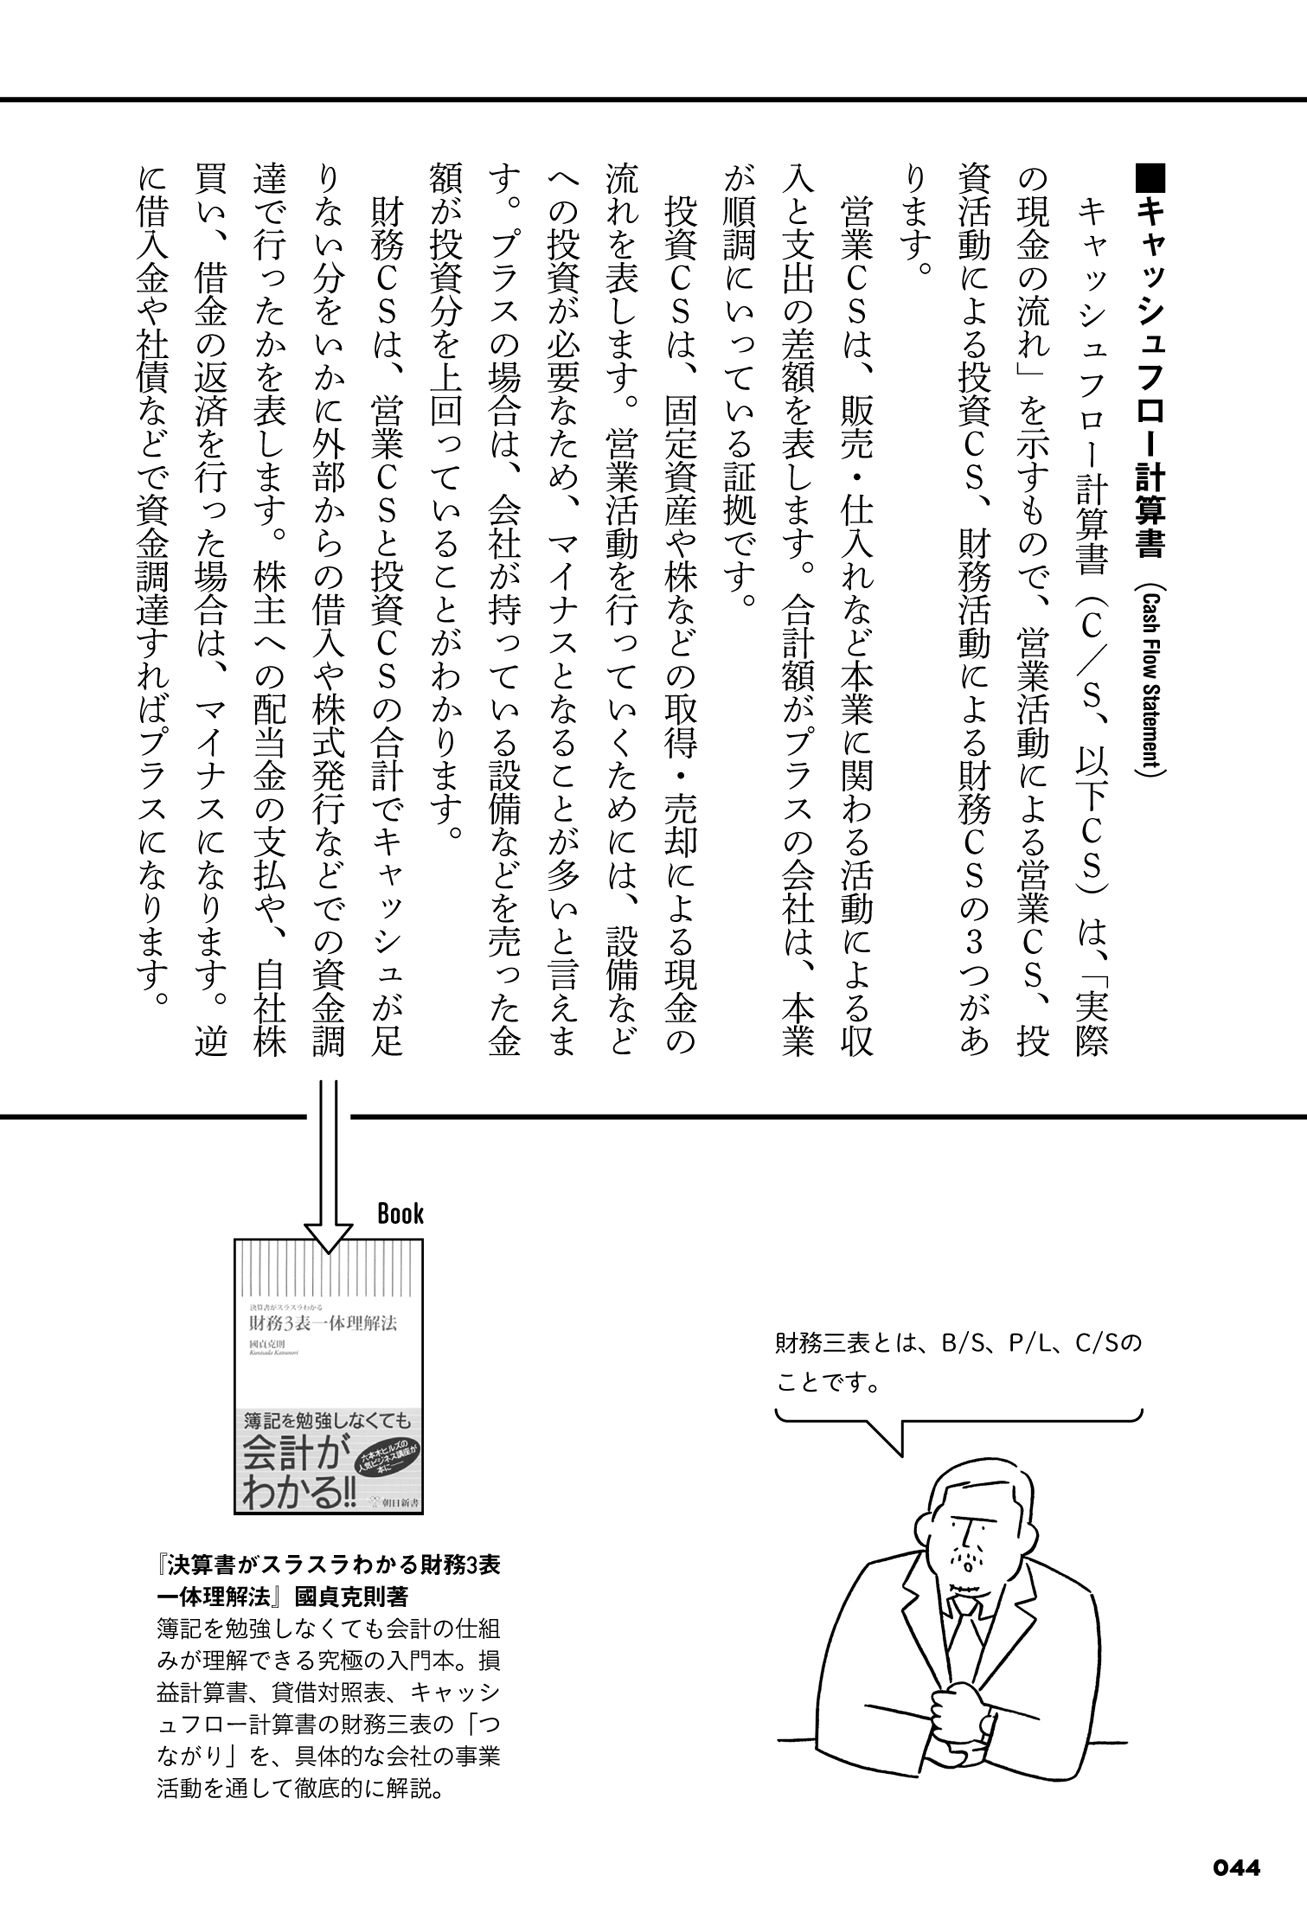 ■キャッシュフロー計算書（Cash Flow Statement）
キャッシュフロー計算書（C／S、以下CS）は、「実際
の現金の流れ」を示すもので、営業活動による営業CS、投
資活動による投資CS、財務活動による財務CSの3つがあ
ります。
営業CSは、販売・仕入れなど本業に関わる活動による収
入と支出の差額を表します。合計額がプラスの会社は、本業
が順調にいっている証拠です。
投資CSは、固定資産や株などの取得・売却による現金の
流れを表します。営業活動を行っていくためには、設備など
への投資が必要なため、マイナスとなることが多いと言えま
す。プラスの場合は、会社が持っている設備などを売った金
額が投資分を上回っていることがわかります。
財務CSは、営業CSと投資CSの合計でキャッシュが足
りない分をいかに外部からの借入や株式発行などでの資金調
達で行ったかを表します。株主への配当金の支払や、自社株
買い、借金の返済を行った場合は、マイナスになります。逆
に借入金や社債などで資金調達すればプラスになります。
財務三表とは、B/S、P/L、C/Sの
ことです。
Book
決算書がスラスラわかる
財務3表一体理解法
國貞克則
Kunisada Katsunori
簿記を勉強しなくても
会計が
わかる!!
六本木ヒルズの
人気ビジネス講座が
本に——
朝日新書
『決算書がスラスラわかる財務3表
一体理解法』國貞克則著
簿記を勉強しなくても会計の仕組
みが理解できる究極の入門本。損
益計算書、貸借対照表、キャッシ
ュフロー計算書の財務三表の「つ
ながり」を、具体的な会社の事業
活動を通して徹底的に解説。
044